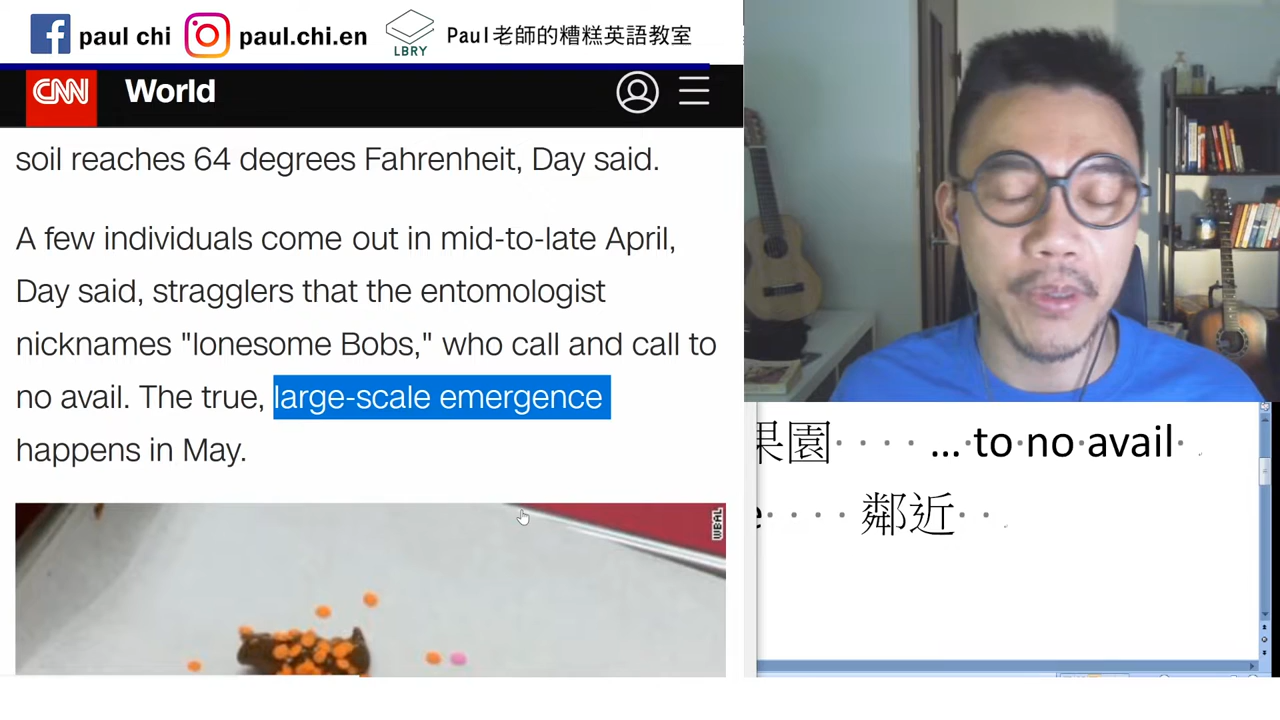 paul chi paul.chi.en LBRY Paul老師的糟糕英語教室
CNN World
soil reaches 64 degrees Fahrenheit, Day said.
A few individuals come out in mid-to-late April,
Day said, stragglers that the entomologist
nicknames "lonesome Bobs," who call and call to
no avail. The true, large-scale emergence
happens in May.
WBAL
果園 ... to no avail
鄰近